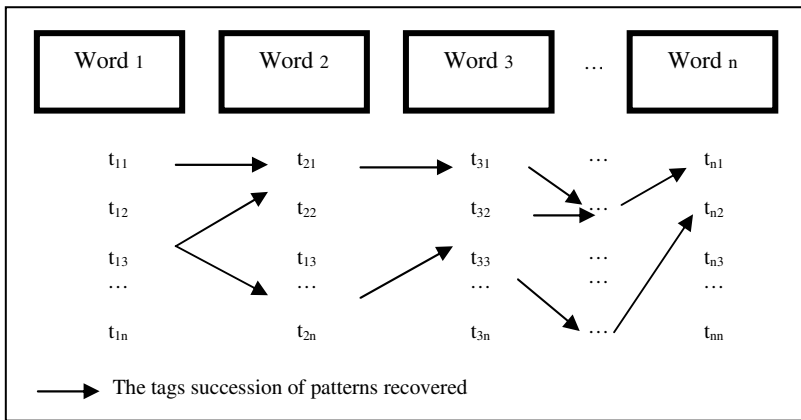 Word 1 Word 2 Word 3 … Word n
t11 t21 t31 … tn1
t12 t22 t32 … tn2
t13 t13 t33 … tn3
… … … … …
t1n t2n t3n … tnn
The tags succession of patterns recovered